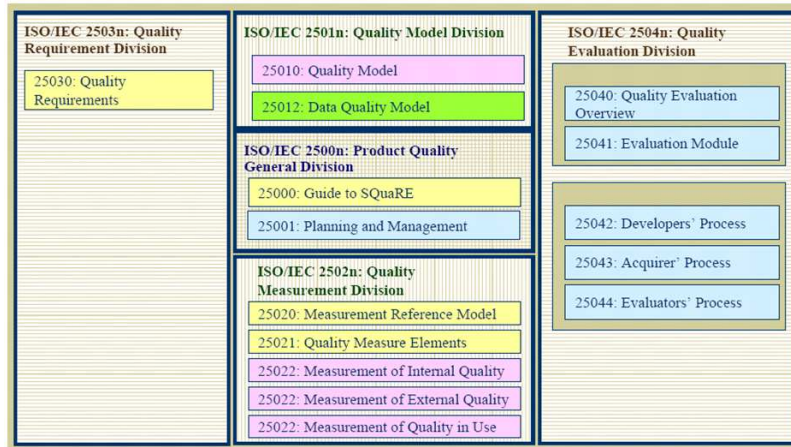 ISO/IEC 2503n: Quality
Requirement Division
25030: Quality
Requirements
ISO/IEC 2501n: Quality Model Division
25010: Quality Model
25012: Data Quality Model
ISO/IEC 2500n: Product Quality
General Division
25000: Guide to SQuaRE
25001: Planning and Management
ISO/IEC 2502n: Quality
Measurement Division
25020: Measurement Reference Model
25021: Quality Measure Elements
25022: Measurement of Internal Quality
25022: Measurement of External Quality
25022: Measurement of Quality in Use
ISO/IEC 2504n: Quality
Evaluation Division
25040: Quality Evaluation
Overview
25041: Evaluation Module
25042: Developers' Process
25043: Acquirer' Process
25044: Evaluators' Process